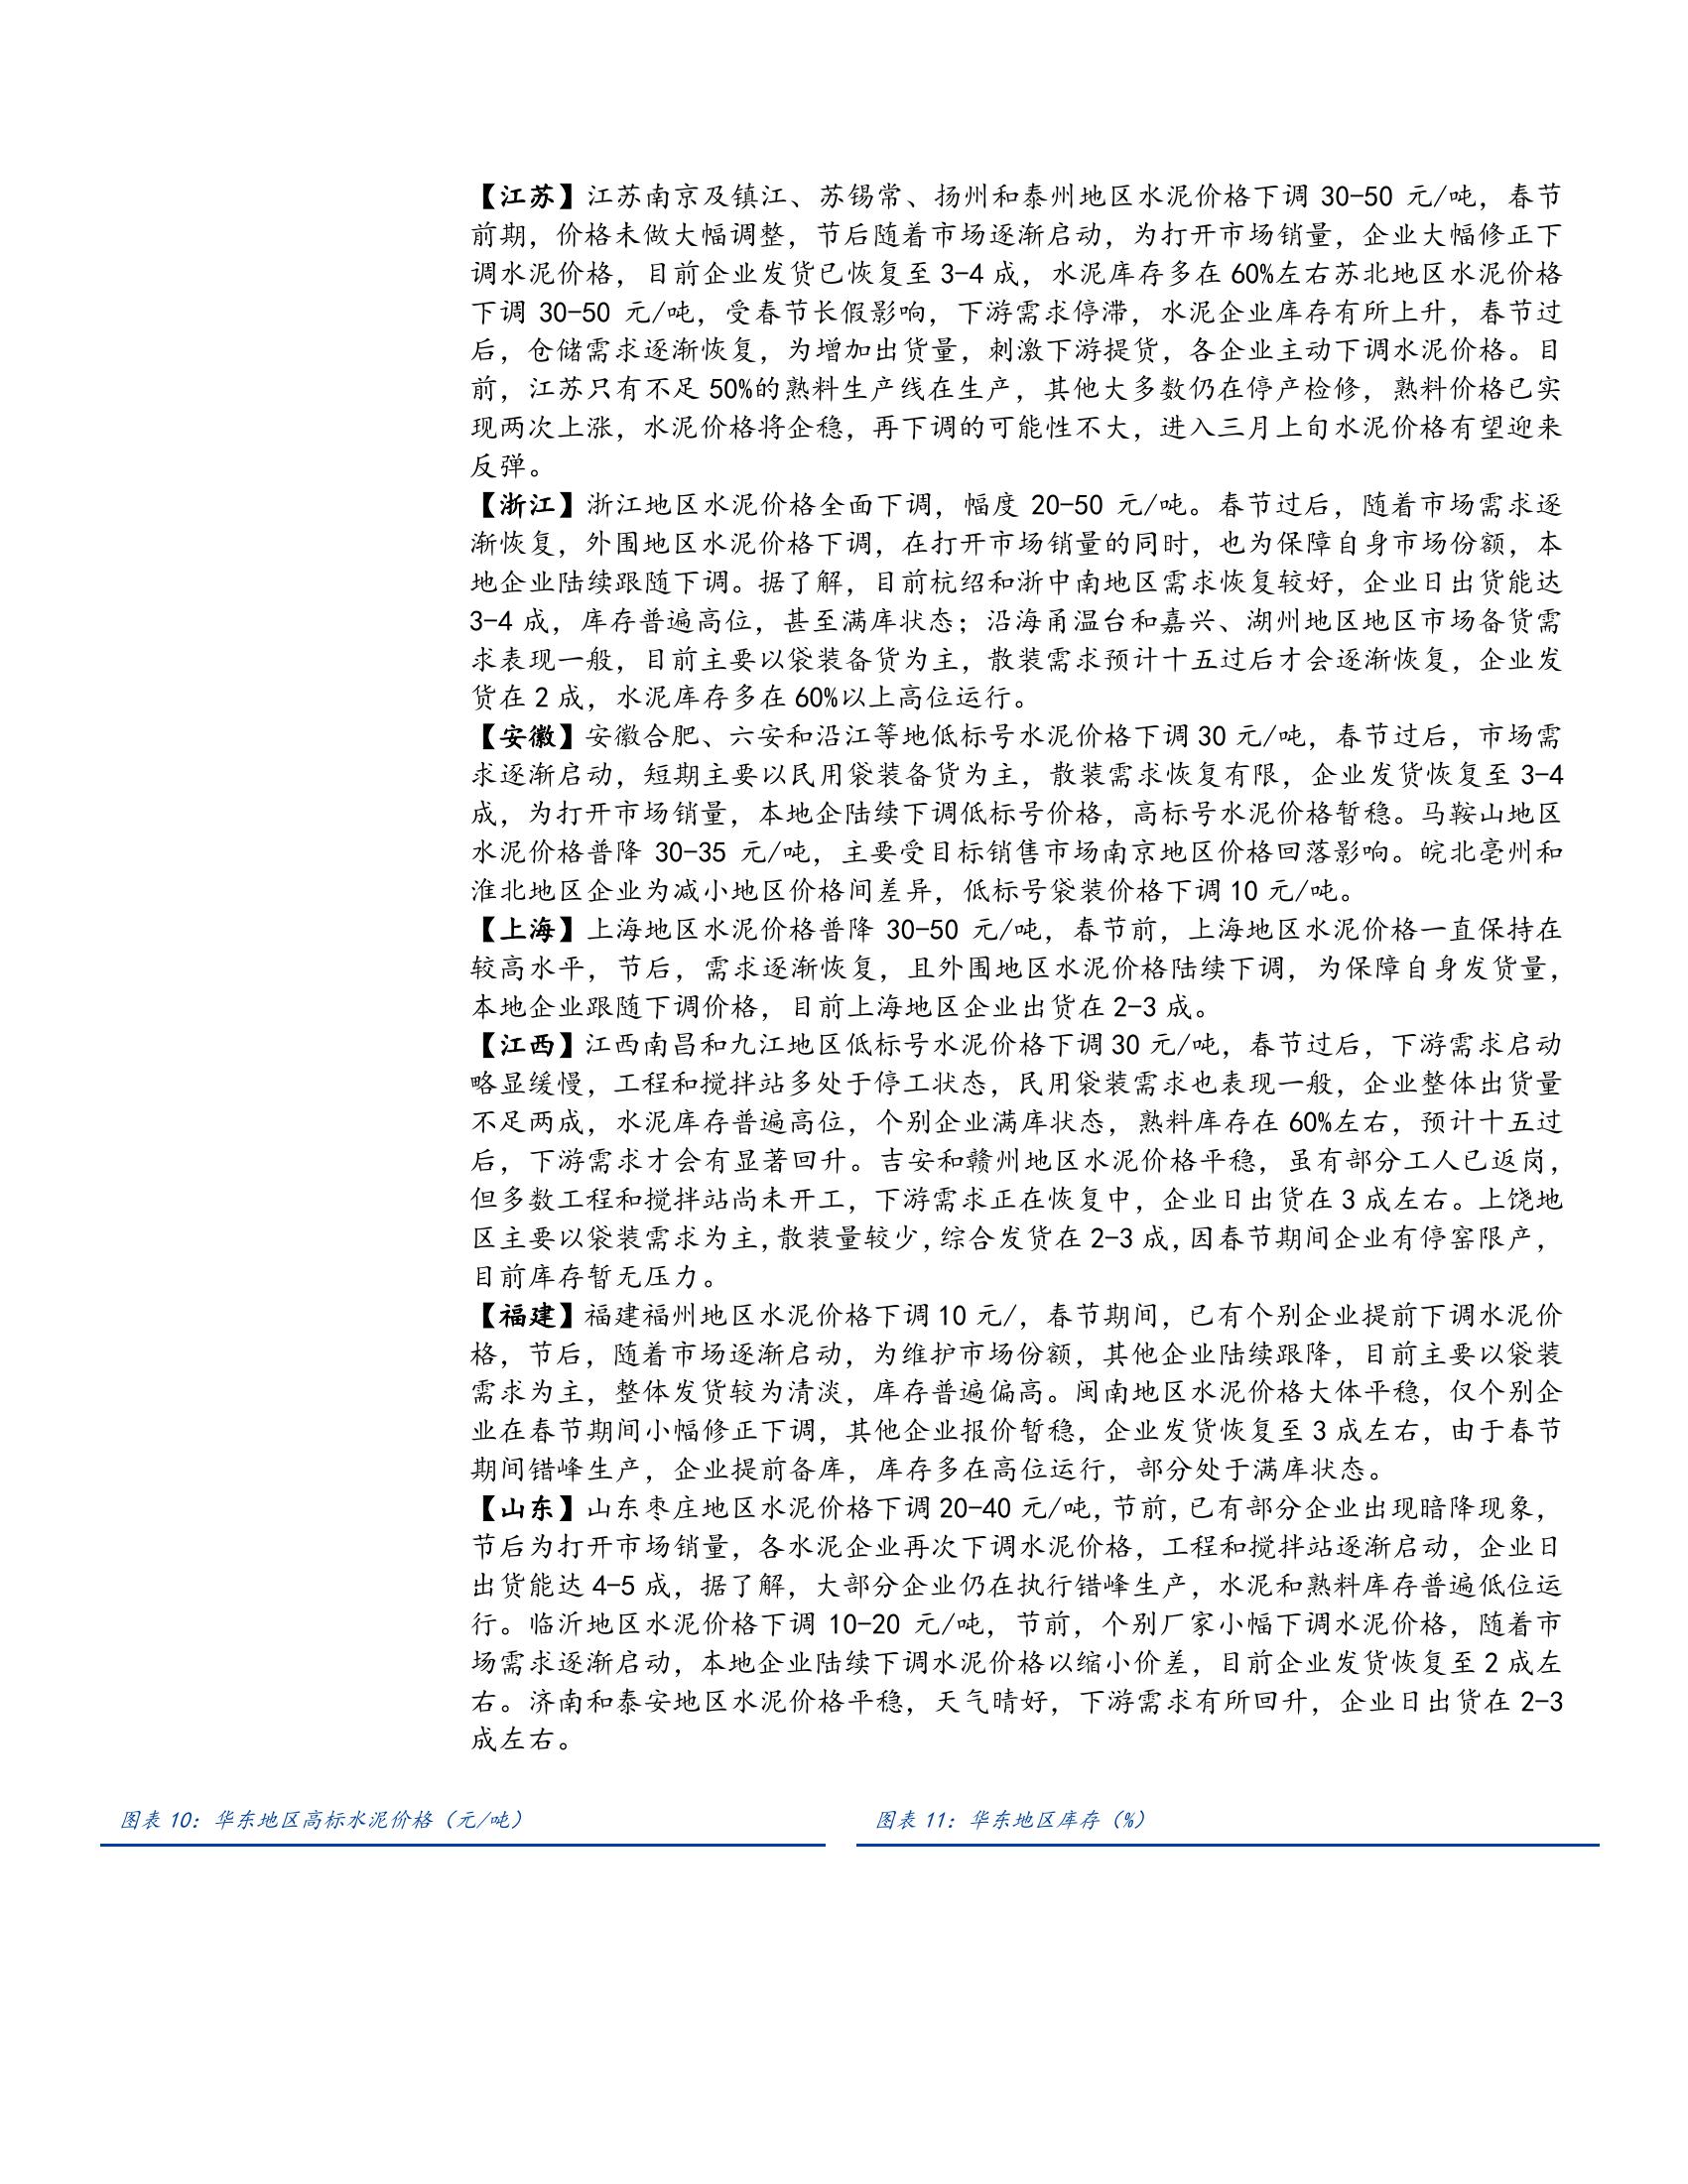 【江苏】江苏南京及镇江、苏锡常、扬州和泰州地区水泥价格下调 30-50 元/吨，春节
前期，价格未做大幅调整，节后随着市场逐渐启动，为打开市场销量，企业大幅修正下
调水泥价格，目前企业发货已恢复至 3-4 成，水泥库存多在 60%左右苏北地区水泥价格
下调 30-50 元/吨，受春节长假影响，下游需求停滞，水泥企业库存有所上升，春节过
后，仓储需求逐渐恢复，为增加出货量，刺激下游提货，各企业主动下调水泥价格。目
前，江苏只有不足 50%的熟料生产线在生产，其他大多数仍在停产检修，熟料价格已实
现两次上涨，水泥价格将企稳，再下调的可能性不大，进入三月上旬水泥价格有望迎来
反弹。
【浙江】浙江地区水泥价格全面下调，幅度 20-50 元/吨。春节过后，随着市场需求逐
渐恢复，外围地区水泥价格下调，在打开市场销量的同时，也为保障自身市场份额，本
地企业陆续跟随下调。据了解，目前杭绍和浙中南地区需求恢复较好，企业日出货能达
3-4 成，库存普遍高位，甚至满库状态；沿海甬温台和嘉兴、湖州地区地区市场备货需
求表现一般，目前主要以袋装备货为主，散装需求预计十五过后才会逐渐恢复，企业发
货在 2 成，水泥库存多在 60%以上高位运行。
【安徽】安徽合肥、六安和沿江等地低标号水泥价格下调 30 元/吨，春节过后，市场需
求逐渐启动，短期主要以民用袋装备货为主，散装需求恢复有限，企业发货恢复至 3-4
成，为打开市场销量，本地企陆续下调低标号价格，高标号水泥价格暂稳。马鞍山地区
水泥价格普降 30-35 元/吨，主要受目标销售市场南京地区价格回落影响。皖北亳州和
淮北地区企业为减小地区价格间差异，低标号袋装价格下调 10 元/吨。
【上海】上海地区水泥价格普降 30-50 元/吨，春节前，上海地区水泥价格一直保持在
较高水平，节后，需求逐渐恢复，且外围地区水泥价格陆续下调，为保障自身发货量，
本地企业跟随下调价格，目前上海地区企业出货在 2-3 成。
【江西】江西南昌和九江地区低标号水泥价格下调 30 元/吨，春节过后，下游需求启动
略显缓慢，工程和搅拌站多处于停工状态，民用袋装需求也表现一般，企业整体出货量
不足两成，水泥库存普遍高位，个别企业满库状态，熟料库存在 60%左右，预计十五过
后，下游需求才会有显著回升。吉安和赣州地区水泥价格平稳，虽有部分工人已返岗，
但多数工程和搅拌站尚未开工，下游需求正在恢复中，企业日出货在 3 成左右。上饶地
区主要以袋装需求为主,散装量较少,综合发货在 2-3 成,因春节期间企业有停窑限产，
目前库存暂无压力。
【福建】福建福州地区水泥价格下调 10 元/，春节期间，已有个别企业提前下调水泥价
格，节后，随着市场逐渐启动，为维护市场份额，其他企业陆续跟降，目前主要以袋装
需求为主，整体发货较为清淡，库存普遍偏高。闽南地区水泥价格大体平稳，仅个别企
业在春节期间小幅修正下调，其他企业报价暂稳，企业发货恢复至 3 成左右，由于春节
期间错峰生产，企业提前备库，库存多在高位运行，部分处于满库状态。
【山东】山东枣庄地区水泥价格下调 20-40 元/吨,节前,已有部分企业出现暗降现象，
节后为打开市场销量，各水泥企业再次下调水泥价格，工程和搅拌站逐渐启动，企业日
出货能达 4-5 成，据了解，大部分企业仍在执行错峰生产，水泥和熟料库存普遍低位运
行。临沂地区水泥价格下调 10-20 元/吨，节前，个别厂家小幅下调水泥价格，随着市
场需求逐渐启动，本地企业陆续下调水泥价格以缩小价差，目前企业发货恢复至 2 成左
右。济南和泰安地区水泥价格平稳，天气晴好，下游需求有所回升，企业日出货在 2-3
成左右。
图表 10：华东地区高标水泥价格（元/吨）
图表 11：华东地区库存（%）